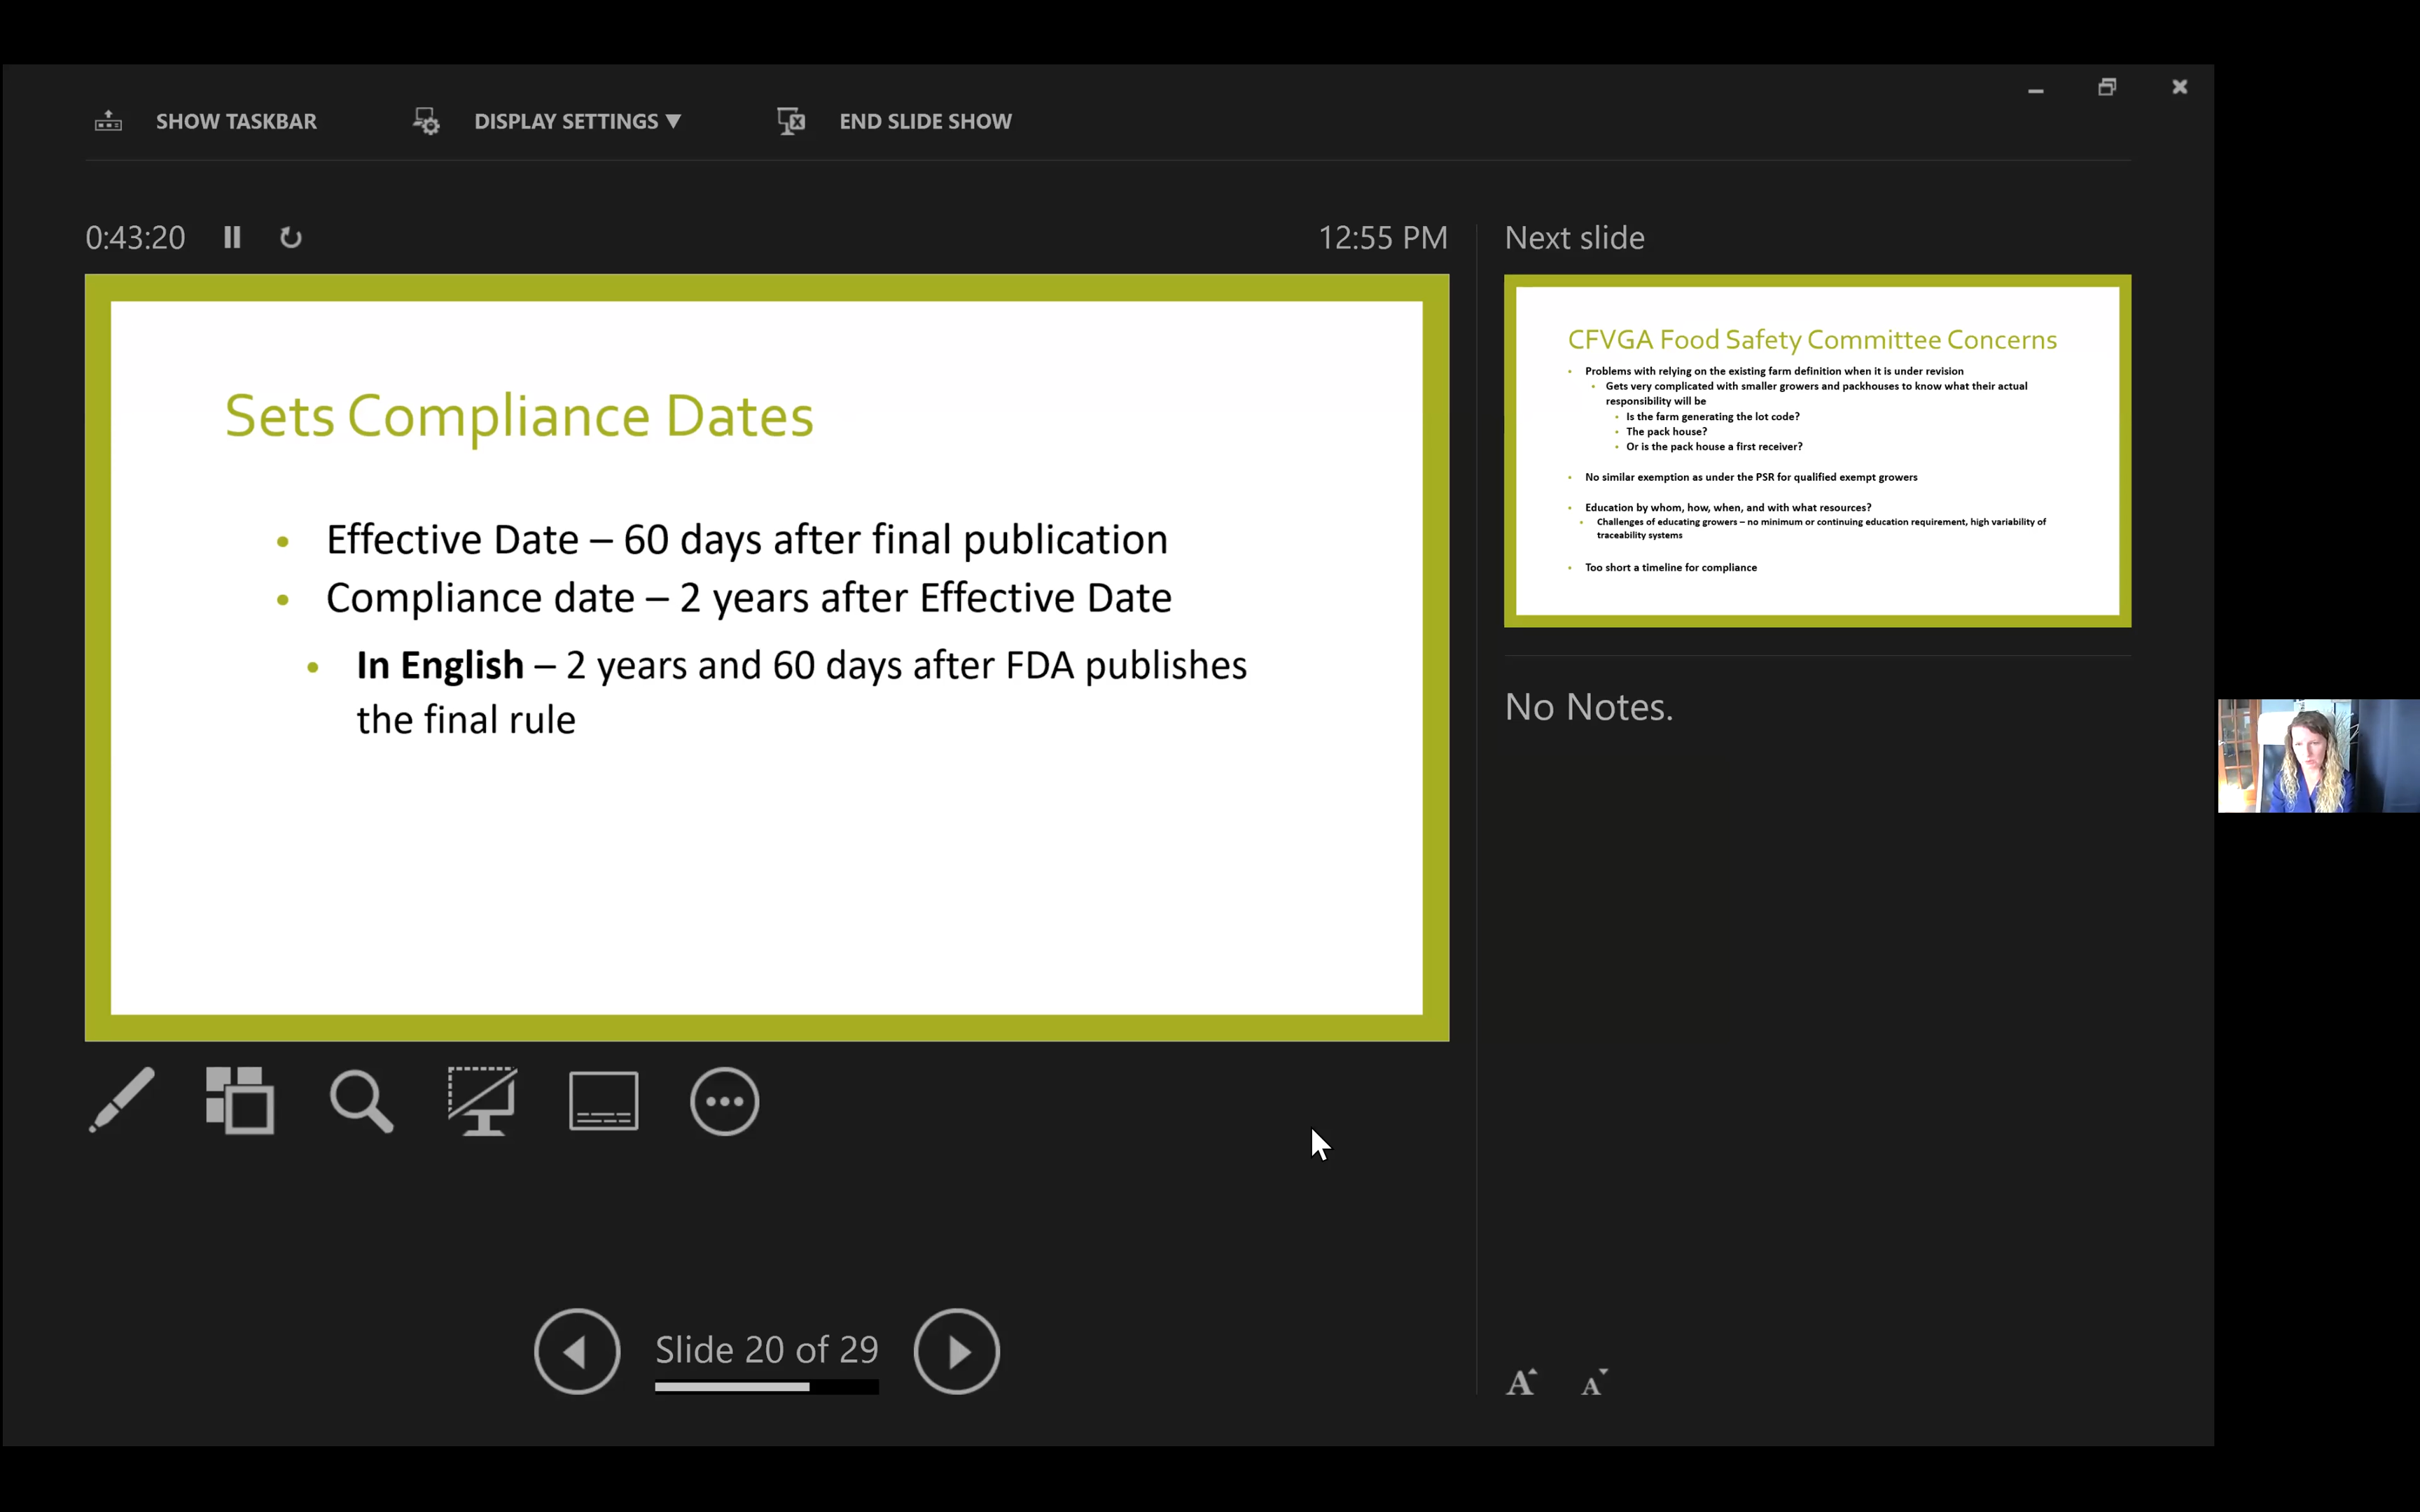 SHOW TASKBAR
DISPLAY SETTINGS ▼
END SLIDE SHOW
0:43:20
12:55 PM
Sets Compliance Dates
• Effective Date – 60 days after final publication
• Compliance date – 2 years after Effective Date
• In English – 2 years and 60 days after FDA publishes
the final rule
Slide 20 of 29
Next slide
CFVGA Food Safety Committee Concerns
• Problems with relying on the existing farm definition when it is under revision
• Gets very complicated with smaller growers and packhouses to know what their actual
responsibility will be
• Is the farm generating the lot code?
• The pack house?
• Or is the pack house a first receiver?
• No similar exemption as under the PSR for qualified exempt growers
• Education by whom, how, when, and with what resources?
• Challenges of educating growers – no minimum or continuing education requirement, high variability of
traceability systems
• Too short a timeline for compliance
No Notes.
A A